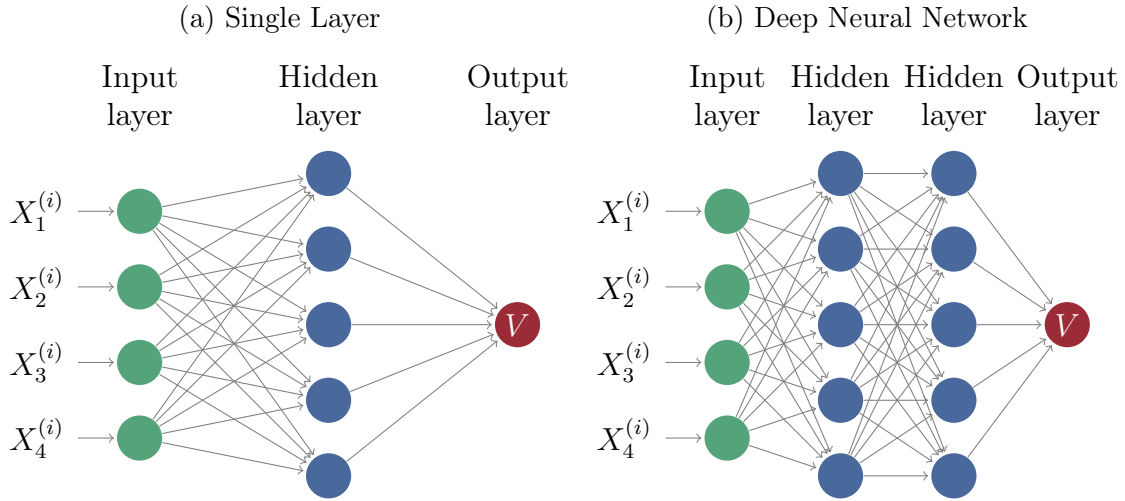 (a) Single Layer
Input layer
Hidden layer
Output layer
X_1^{(i)}
X_2^{(i)}
X_3^{(i)}
X_4^{(i)}
V
(b) Deep Neural Network
Input layer
Hidden layer
Hidden layer
Output layer
X_1^{(i)}
X_2^{(i)}
X_3^{(i)}
X_4^{(i)}
V